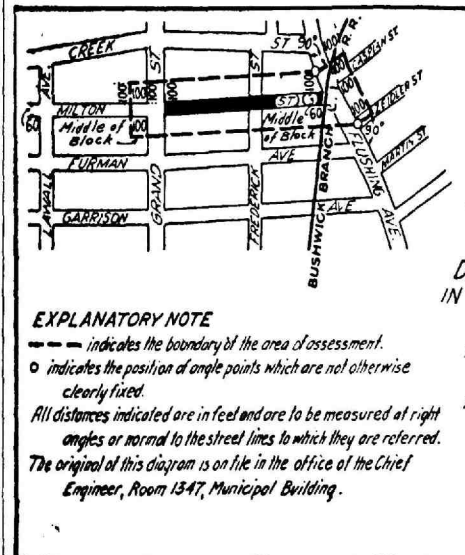 CREEK
ST
90°
R. R.
CASPIAN ST.
ZEIDLER ST
90°
MARTIN ST
AVE
LAWALL
60
MILTON
Middle of
Block
100
100
100
100
100
ST
GRAND
ST
FREDERICK
(ST)
Middle
of Block
60
100
100
100
FURMAN
AVE
GARRISON
AVE
FLUSHING
AVE.
BUSHWICK BRANCH L.
D
IN
EXPLANATORY NOTE
indicates the boundary of the area of assessment.
o indicates the position of angle points which are not otherwise
clearly fixed.
All distances indicated are in feet and are to be measured at right
angles or normal to the street lines to which they are referred.
The original of this diagram is on file in the office of the Chief
Engineer, Room 1347, Municipal Building.